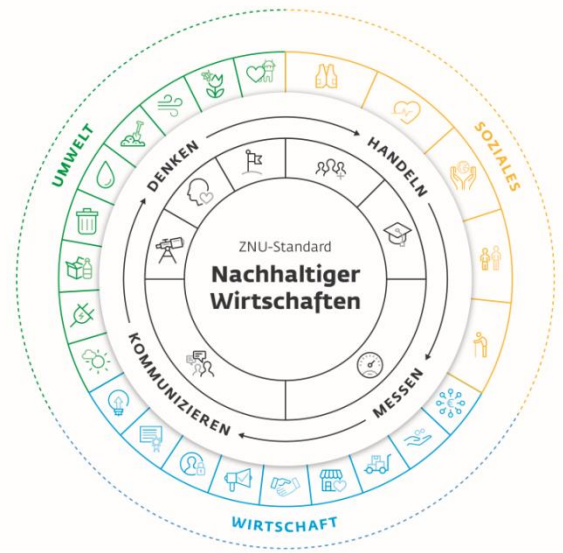 UMWELT
SOZIALES
DENKEN
HANDELN
ZNU-Standard
Nachhaltiger
Wirtschaften
KOMMUNIZIEREN
MESSEN
€
WIRTSCHAFT